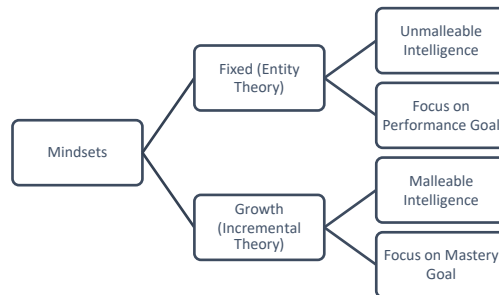 Mindsets
Fixed (Entity
Theory)
Unmalleable
Intelligence
Focus on
Performance Goal
Growth
(Incremental
Theory)
Malleable
Intelligence
Focus on Mastery
Goal